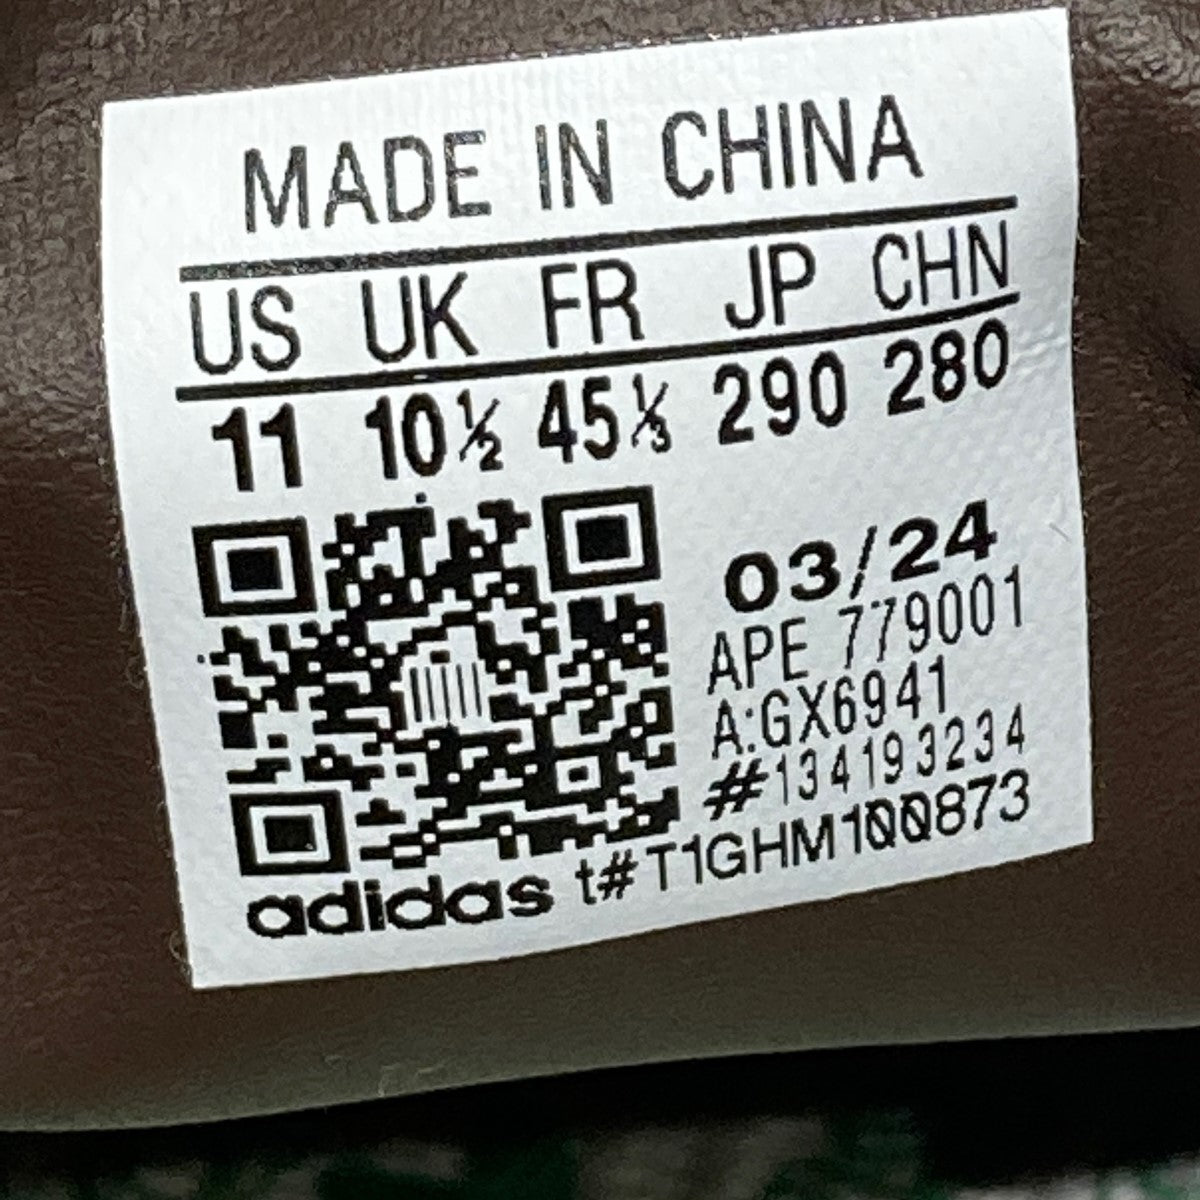 MADE IN CHINA
US UK FR JP CHN
11 10½ 45⅓ 290 280
03/24
APE 779001
A:GX6941
#134193234
adidas t#T1GHM100873